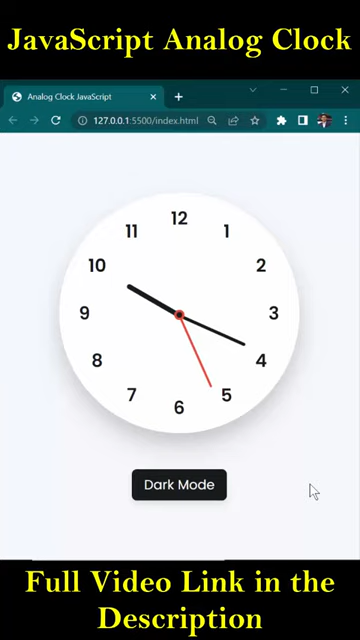 JavaScript Analog Clock
Analog Clock JavaScript
127.0.0.1:5500/index.html
12
11
1
10
2
9
3
8
4
7
5
6
Dark Mode
Full Video Link in the
Description